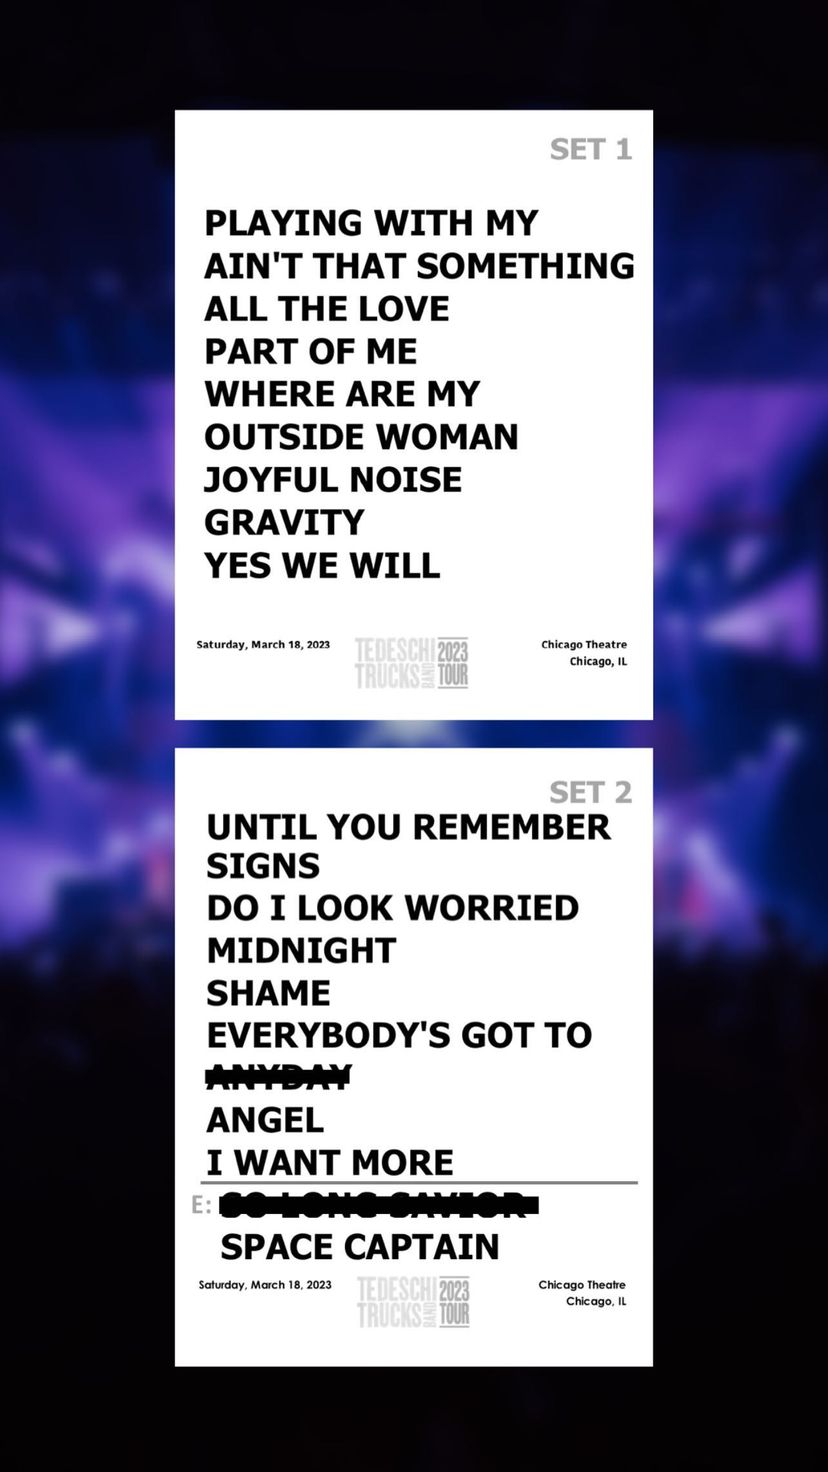 SET 1
PLAYING WITH MY
AIN'T THAT SOMETHING
ALL THE LOVE
PART OF ME
WHERE ARE MY
OUTSIDE WOMAN
JOYFUL NOISE
GRAVITY
YES WE WILL
Saturday, March 18, 2023
TEDESCHI TRUCKS BAND 2023 TOUR
Chicago Theatre
Chicago, IL
SET 2
UNTIL YOU REMEMBER
SIGNS
DO I LOOK WORRIED
MIDNIGHT
SHAME
EVERYBODY'S GOT TO
ANYDAY
ANGEL
I WANT MORE
E: SO LONG SAVIOR
SPACE CAPTAIN
Saturday, March 18, 2023
TEDESCHI TRUCKS BAND 2023 TOUR
Chicago Theatre
Chicago, IL